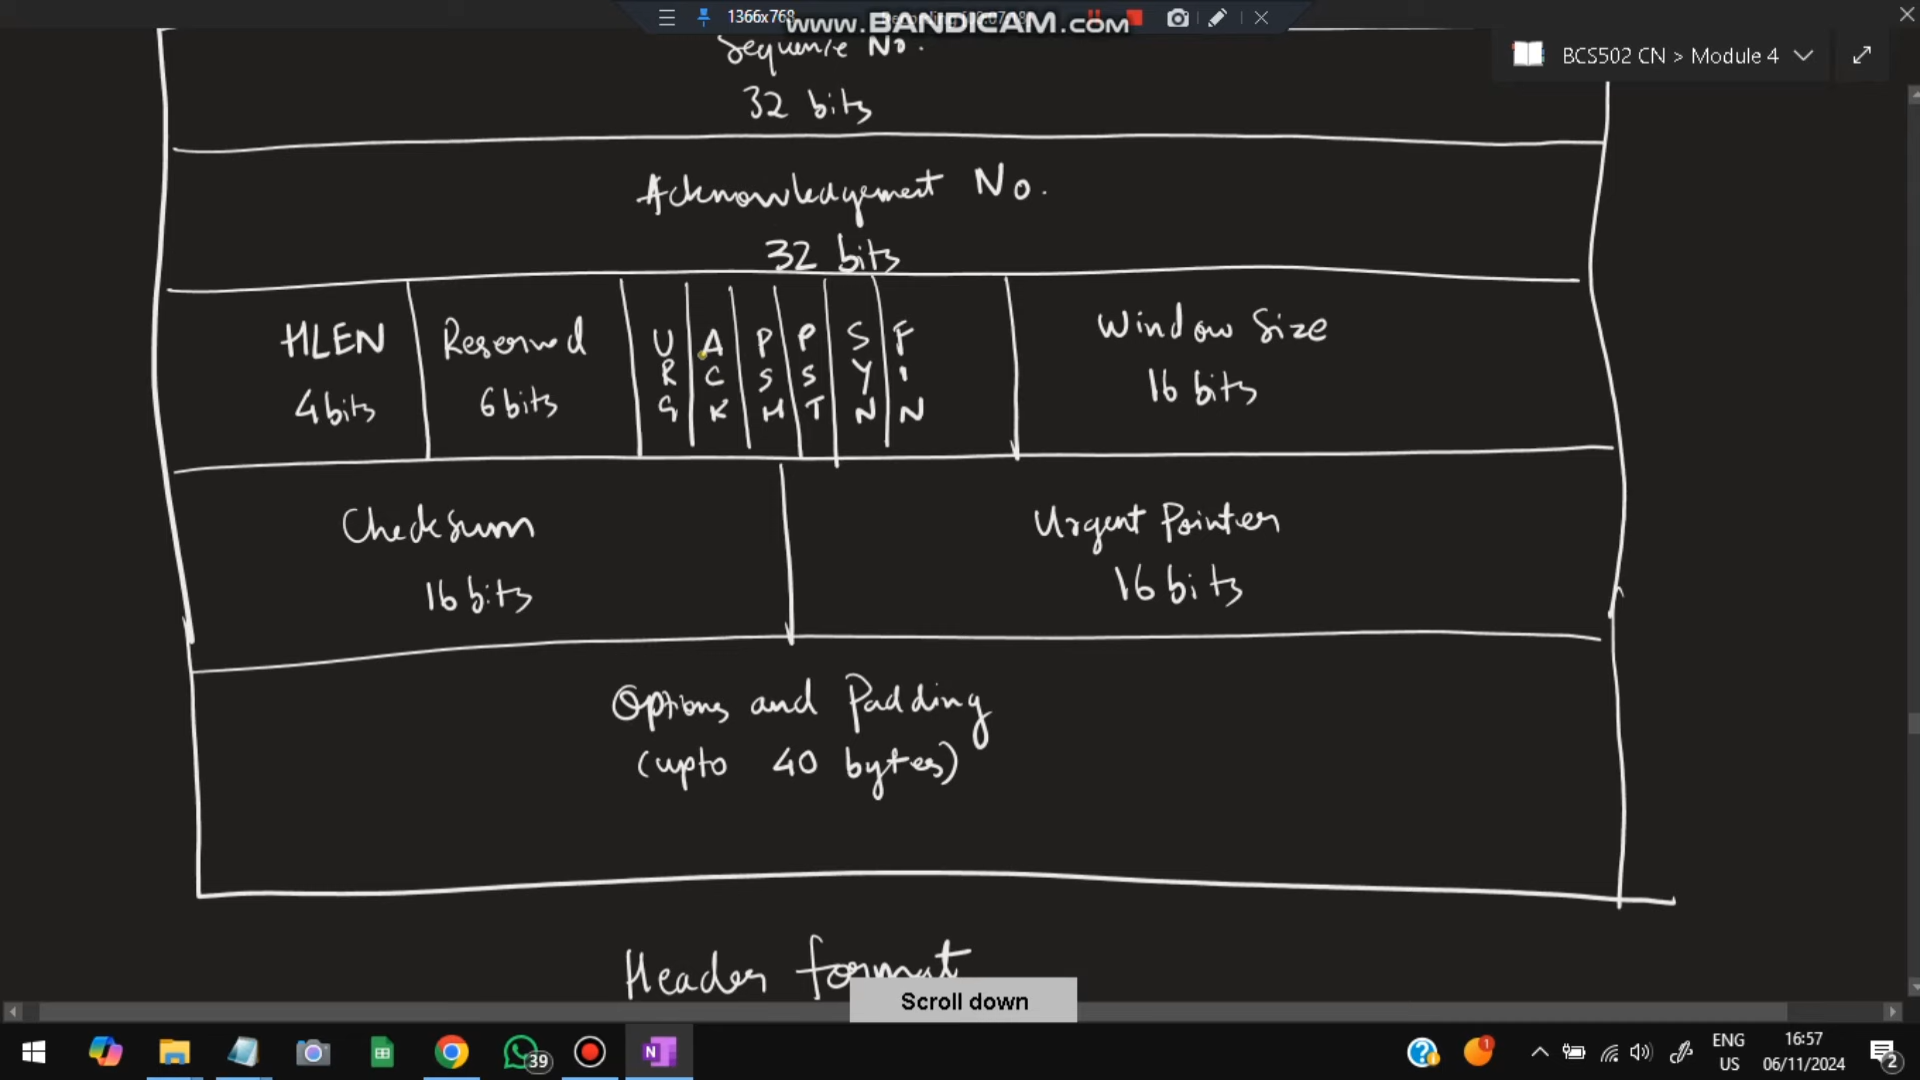 1366x768
www.BANDICAM.com
BCS502 CN > Module 4
Sequence No.
32 bits
Acknowledgement No.
32 bits
HLEN
4 bits
Reserved
6 bits
URG
ACK
PSH
PST
SYN
FIN
Window Size
16 bits
Checksum
16 bits
Urgent Pointer
16 bits
Options and Padding
(upto 40 bytes)
Header format
Scroll down
39
N
1
ENG
US
16:57
06/11/2024
2